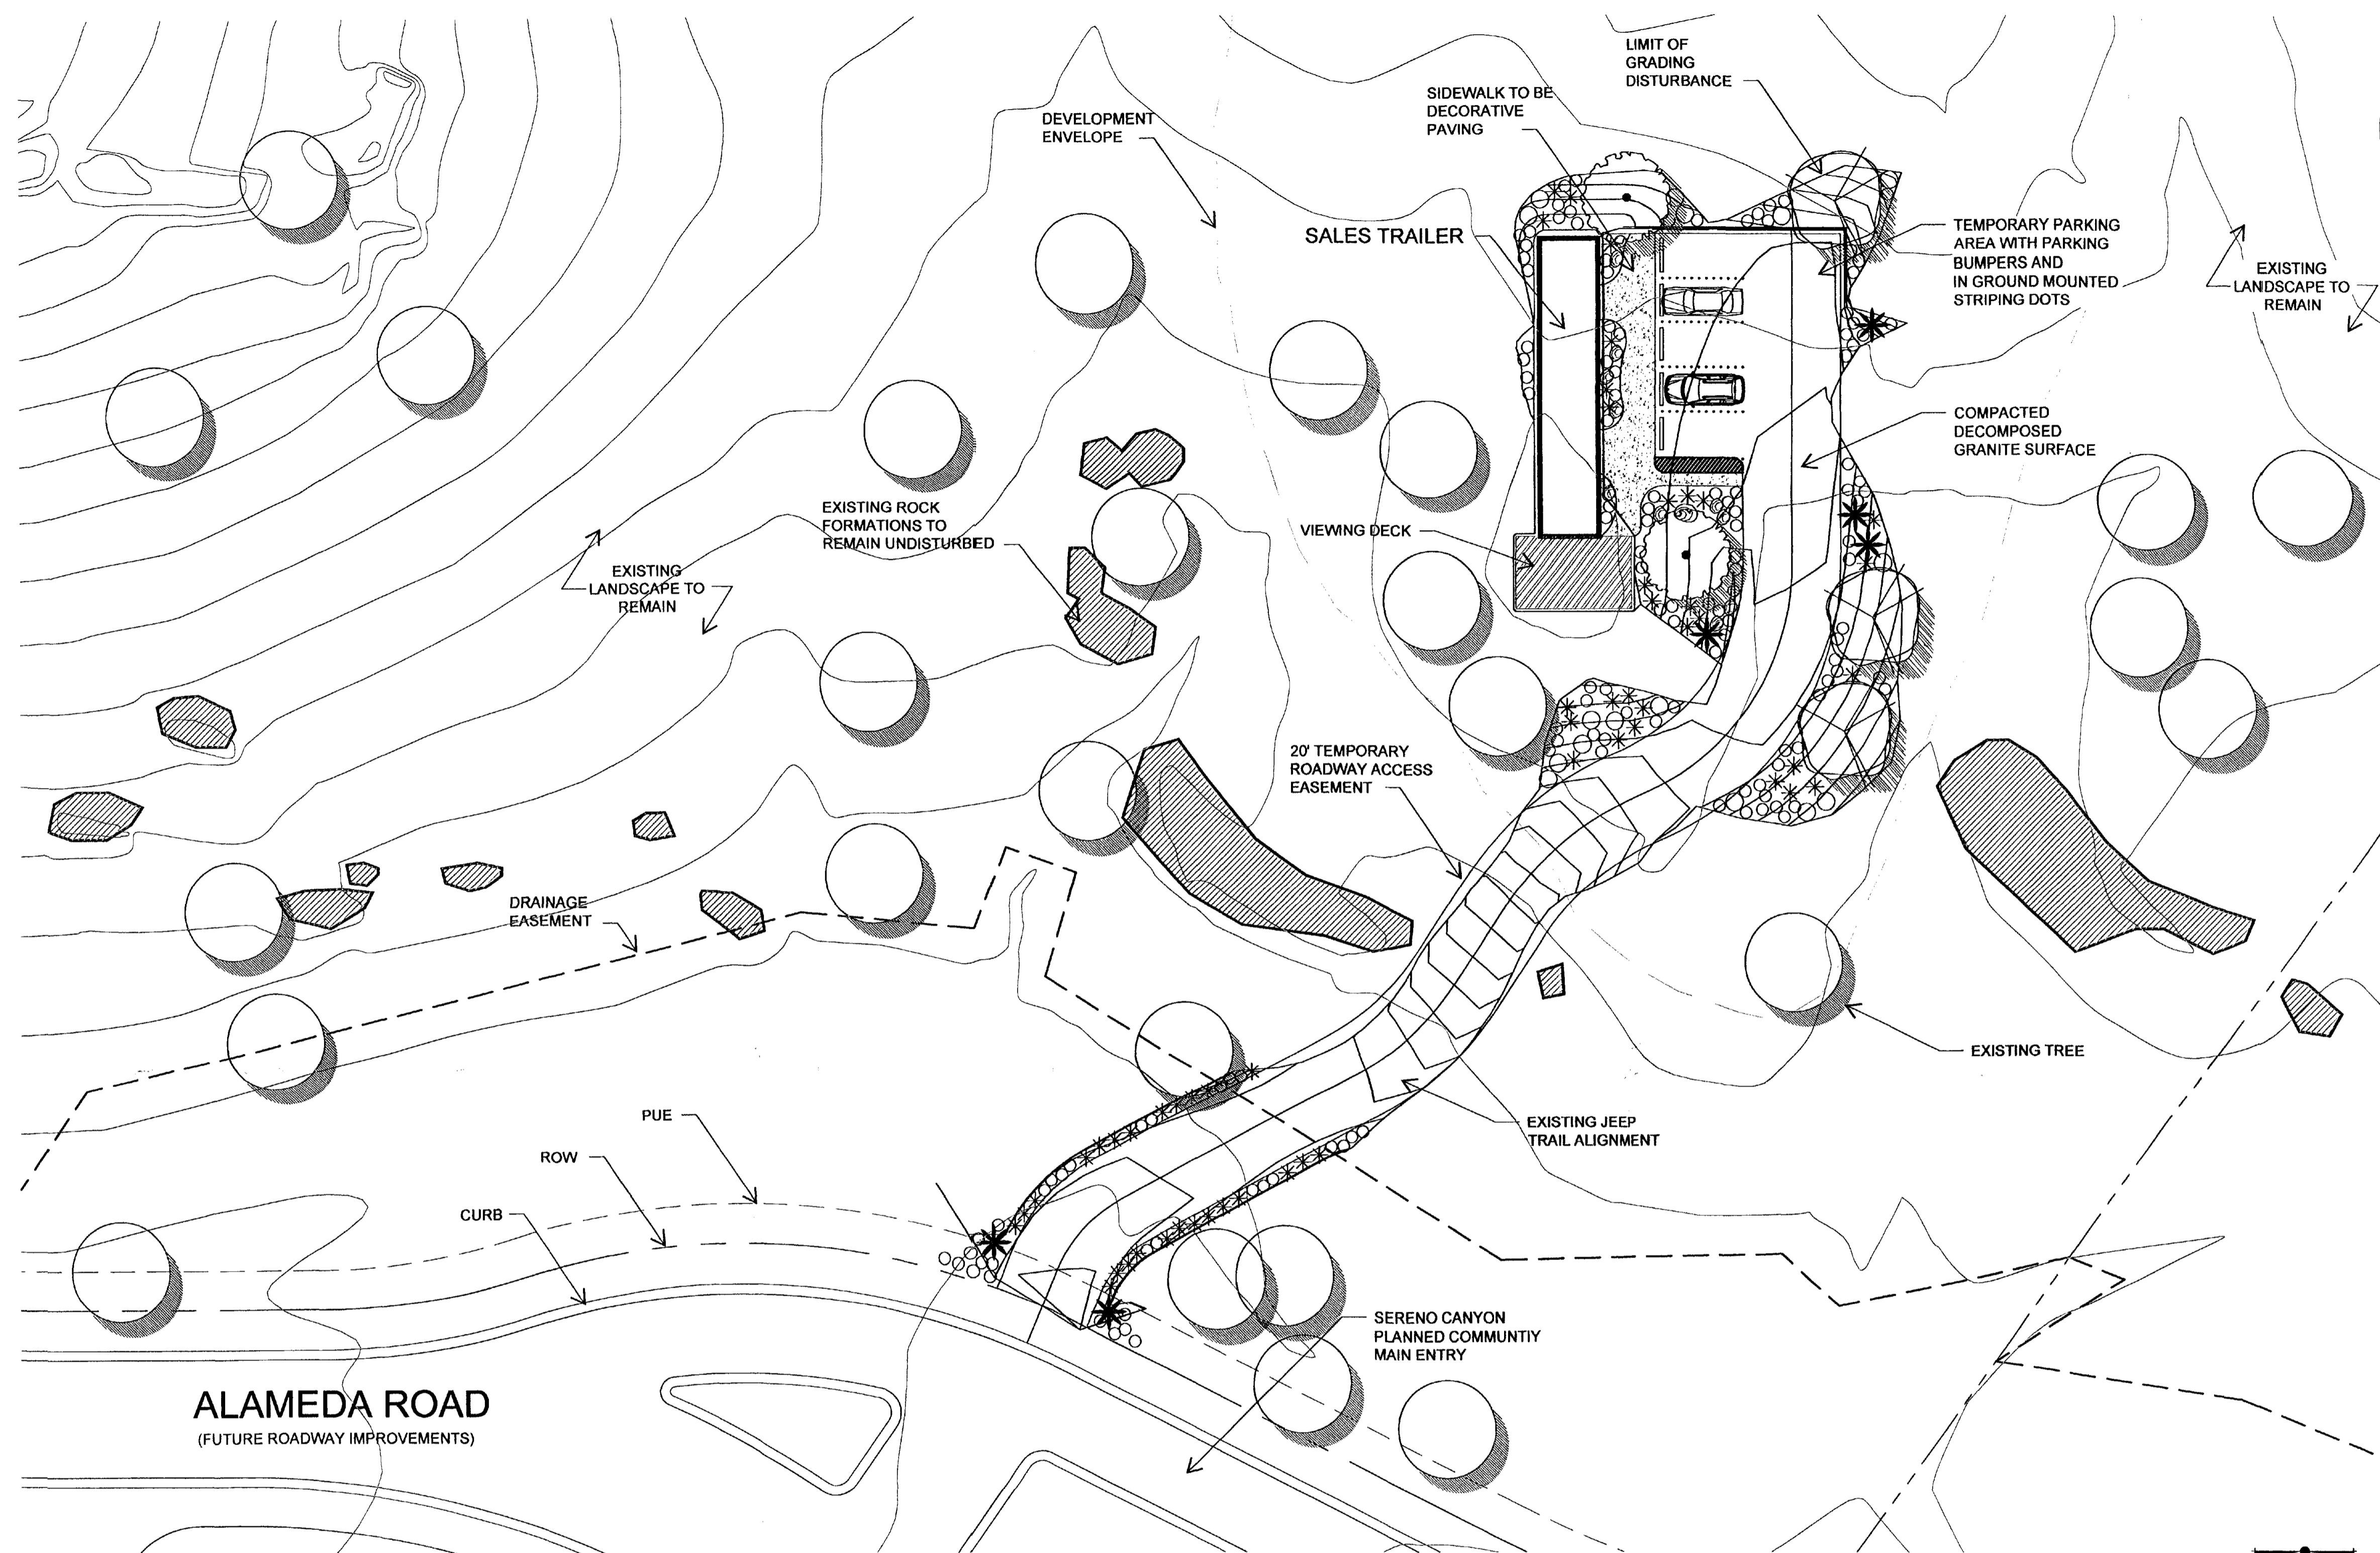 LIMIT OF
GRADING
DISTURBANCE
SIDEWALK TO BE
DECORATIVE
PAVING
DEVELOPMENT
ENVELOPE
SALES TRAILER
TEMPORARY PARKING
AREA WITH PARKING
BUMPERS AND
IN GROUND MOUNTED
STRIPING DOTS
EXISTING
LANDSCAPE TO
REMAIN
COMPACTED
DECOMPOSED
GRANITE SURFACE
EXISTING ROCK
FORMATIONS TO
REMAIN UNDISTURBED
VIEWING DECK
EXISTING
LANDSCAPE TO
REMAIN
20' TEMPORARY
ROADWAY ACCESS
EASEMENT
DRAINAGE
EASEMENT
EXISTING TREE
PUE
EXISTING JEEP
TRAIL ALIGNMENT
ROW
CURB
SERENO CANYON
PLANNED COMMUNTIY
MAIN ENTRY
ALAMEDA ROAD
(FUTURE ROADWAY IMPROVEMENTS)